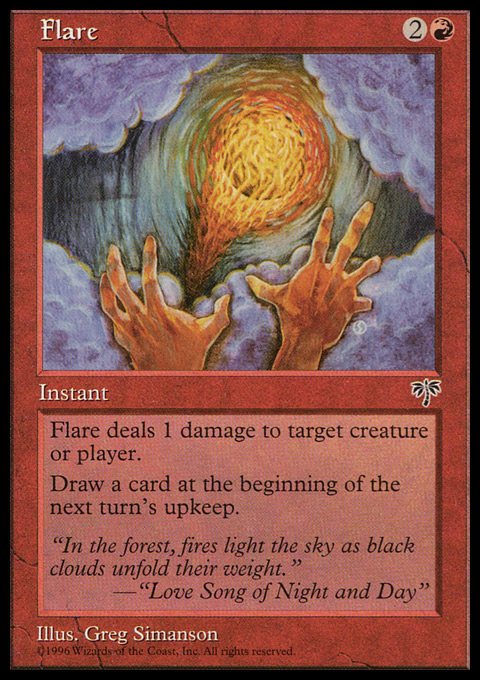 Flare 2
Instant
Flare deals 1 damage to target creature
or player.
Draw a card at the beginning of the
next turn's upkeep.
"In the forest, fires light the sky as black
clouds unfold their weight."
—"Love Song of Night and Day"
Illus. Greg Simanson
©1996 Wizards of the Coast, Inc. All rights reserved.